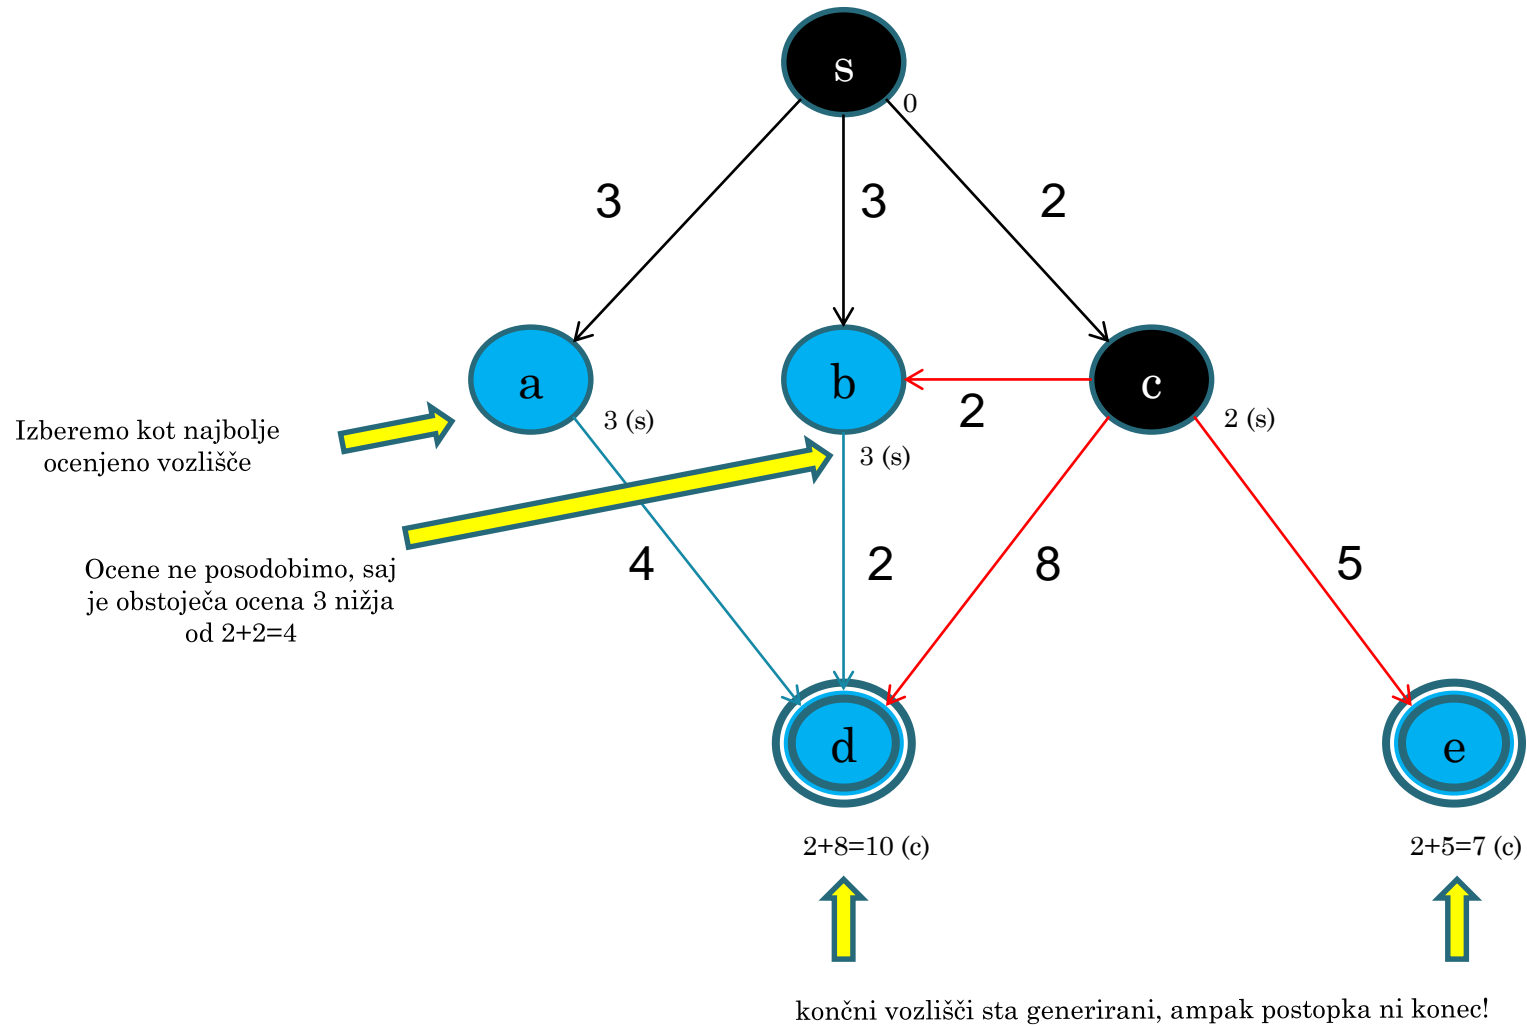 s
0
3
3
2
a
b
c
3 (s)
2
2 (s)
Izberemo kot najbolje
ocenjeno vozlišče
3 (s)
4
2
8
5
Ocene ne posodobimo, saj
je obstoječa ocena 3 nižja
od 2+2=4
d
e
2+8=10 (c)
2+5=7 (c)
končni vozlišči sta generirani, ampak postopka ni konec!